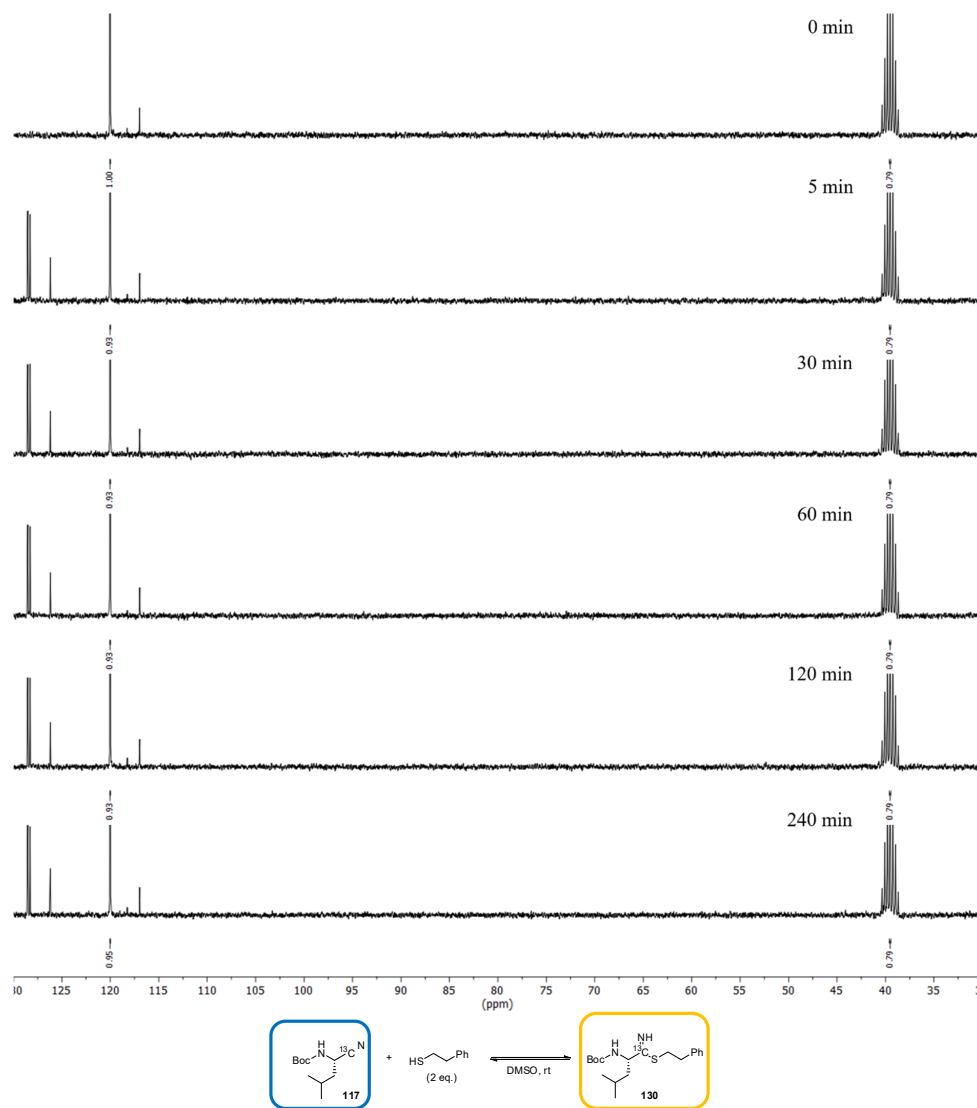 0 min
1.00
0.79
5 min
0.93
0.79
30 min
0.93
0.79
60 min
0.93
0.79
120 min
0.93
0.79
240 min
0.95
0.79
30 125 120 115 110 105 100 95 90 85 80 75 70 65 60 55 50 45 40 35 3
(ppm)
BocHN 13C N 117
+
HS Ph
(2 eq.)
DMSO, rt
BocHN 13C NH S Ph 130